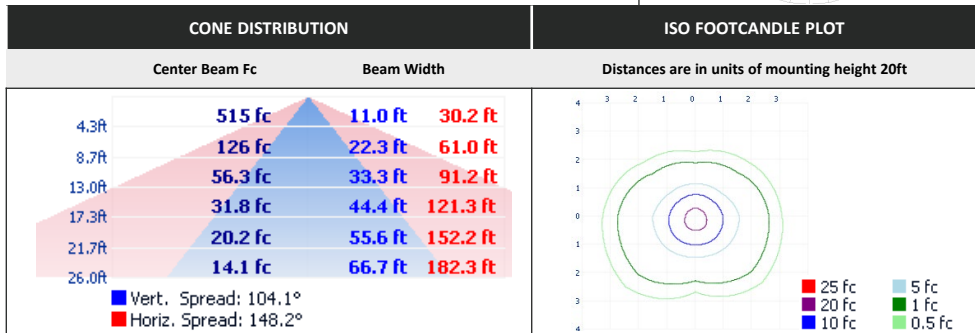 CONE DISTRIBUTION
Center Beam Fc Beam Width
4.3ft 515 fc 11.0 ft 30.2 ft
8.7ft 126 fc 22.3 ft 61.0 ft
13.0ft 56.3 fc 33.3 ft 91.2 ft
17.3ft 31.8 fc 44.4 ft 121.3 ft
21.7ft 20.2 fc 55.6 ft 152.2 ft
26.0ft 14.1 fc 66.7 ft 182.3 ft
Vert. Spread: 104.1°
Horiz. Spread: 148.2°
ISO FOOTCANDLE PLOT
Distances are in units of mounting height 20ft
3 2 1 0 1 2 3
4
3
2
1
0
1
2
3
4
25 fc 5 fc
20 fc 1 fc
10 fc 0.5 fc